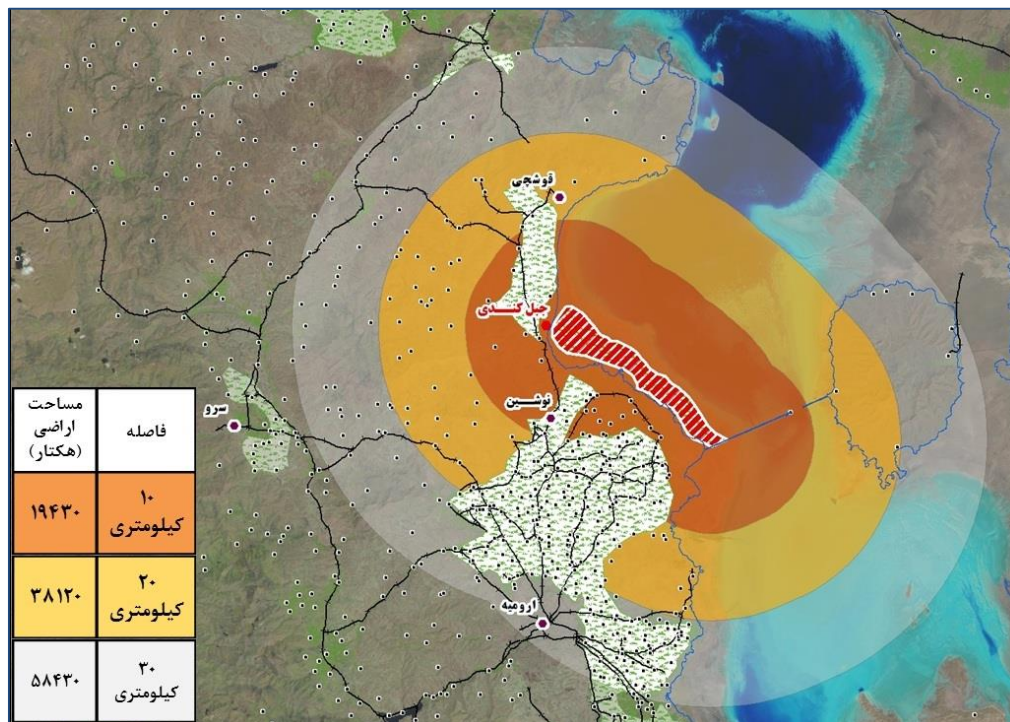 قوشچی
جبل کندی
نوشین
سرو
ارومیه
فاصله
مساحت
اراضی
(هکتار)
۱۰
کیلومتری
۱۹۴۳۰
۲۰
کیلومتری
۳۸۱۲۰
۳۰
کیلومتری
۵۸۴۳۰